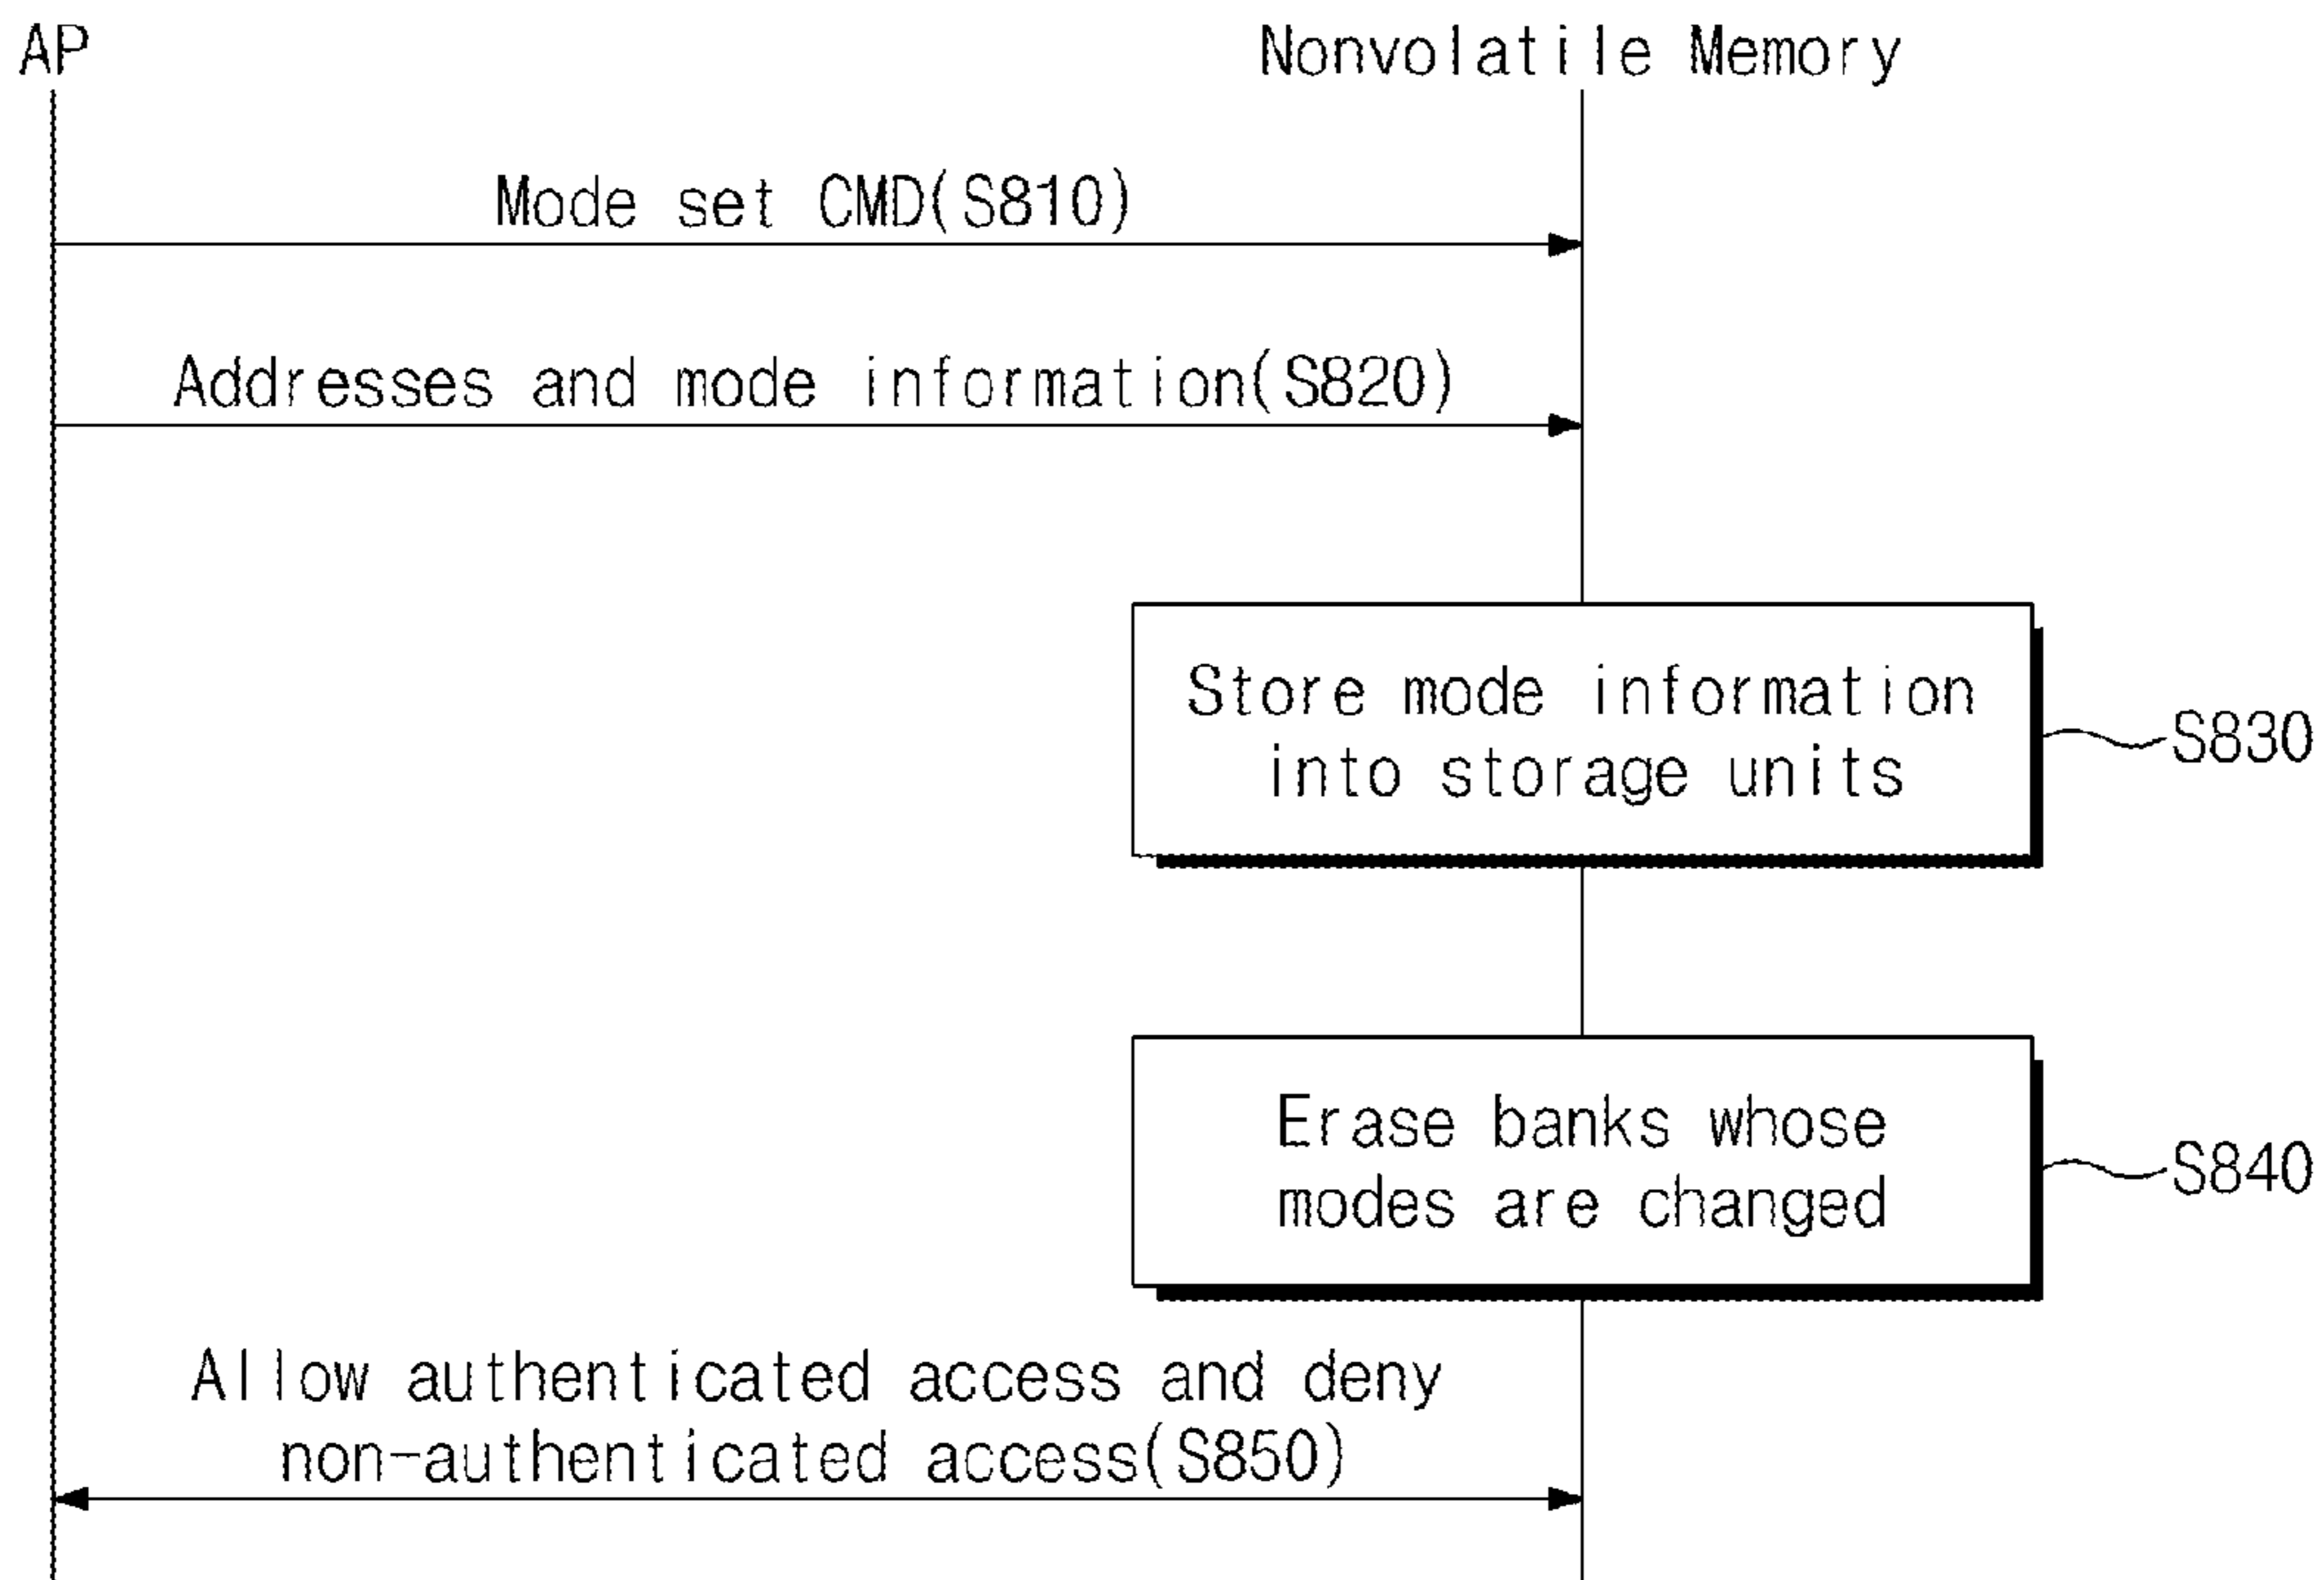 AP
Nonvolatile Memory
Mode set CMD(S810)
Addresses and mode information(S820)
Store mode information
into storage units
S830
Erase banks whose
modes are changed
S840
Allow authenticated access and deny
non-authenticated access(S850)